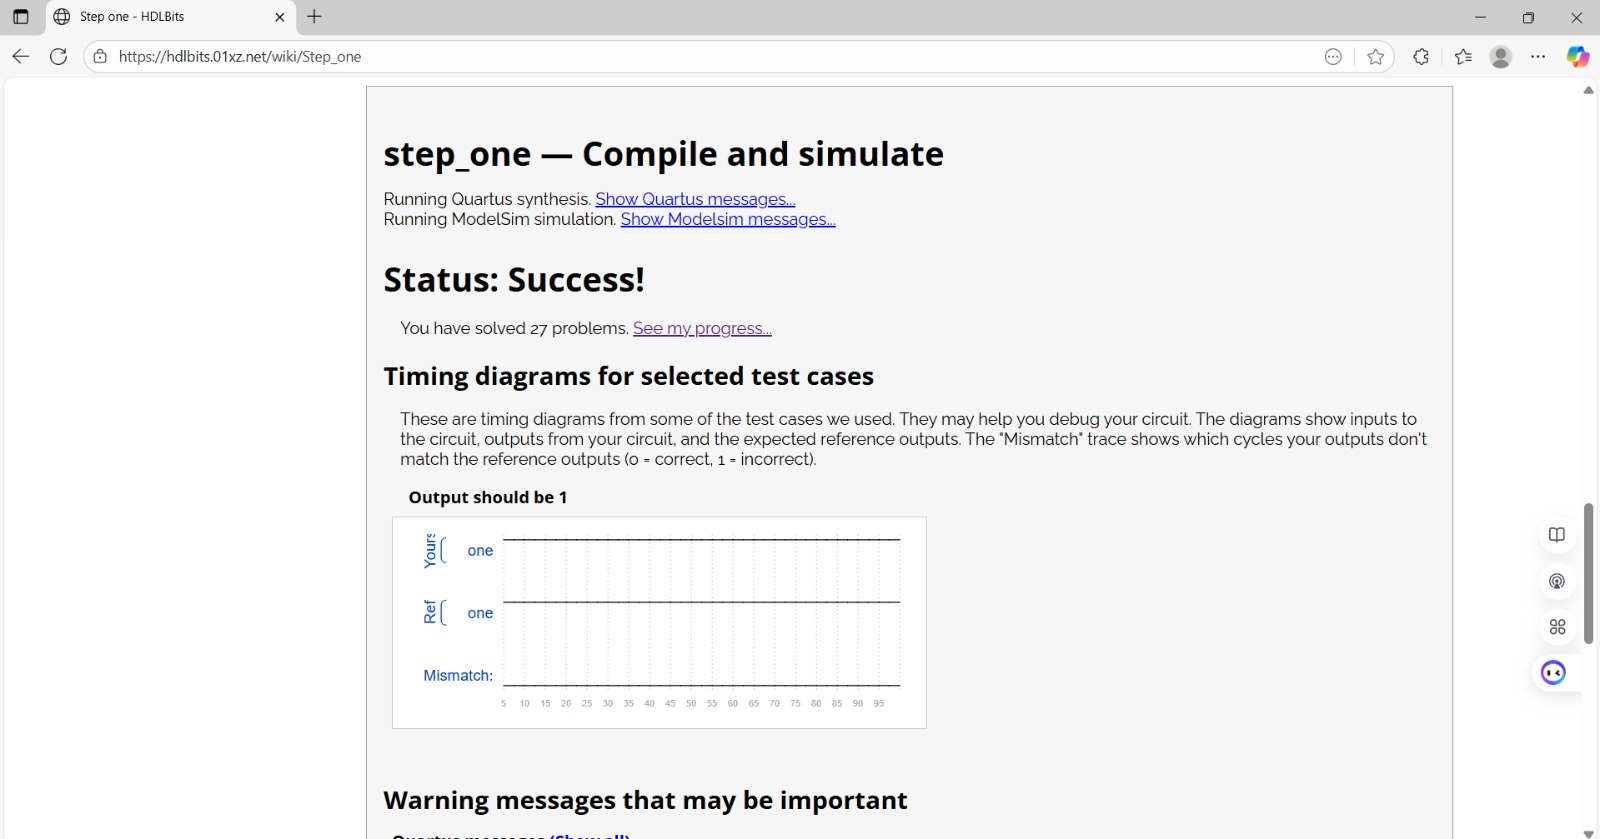 Step one - HDLBits
https://hdlbits.01xz.net/wiki/Step_one
step_one — Compile and simulate
Running Quartus synthesis. Show Quartus messages...
Running ModelSim simulation. Show Modelsim messages...
Status: Success!
You have solved 27 problems. See my progress...
Timing diagrams for selected test cases
These are timing diagrams from some of the test cases we used. They may help you debug your circuit. The diagrams show inputs to
the circuit, outputs from your circuit, and the expected reference outputs. The "Mismatch" trace shows which cycles your outputs don't
match the reference outputs (0 = correct, 1 = incorrect).
Output should be 1
Yours one
Ref one
Mismatch:
5 10 15 20 25 30 35 40 45 50 55 60 65 70 75 80 85 90 95
Warning messages that may be important
Quartus messages (Show all)